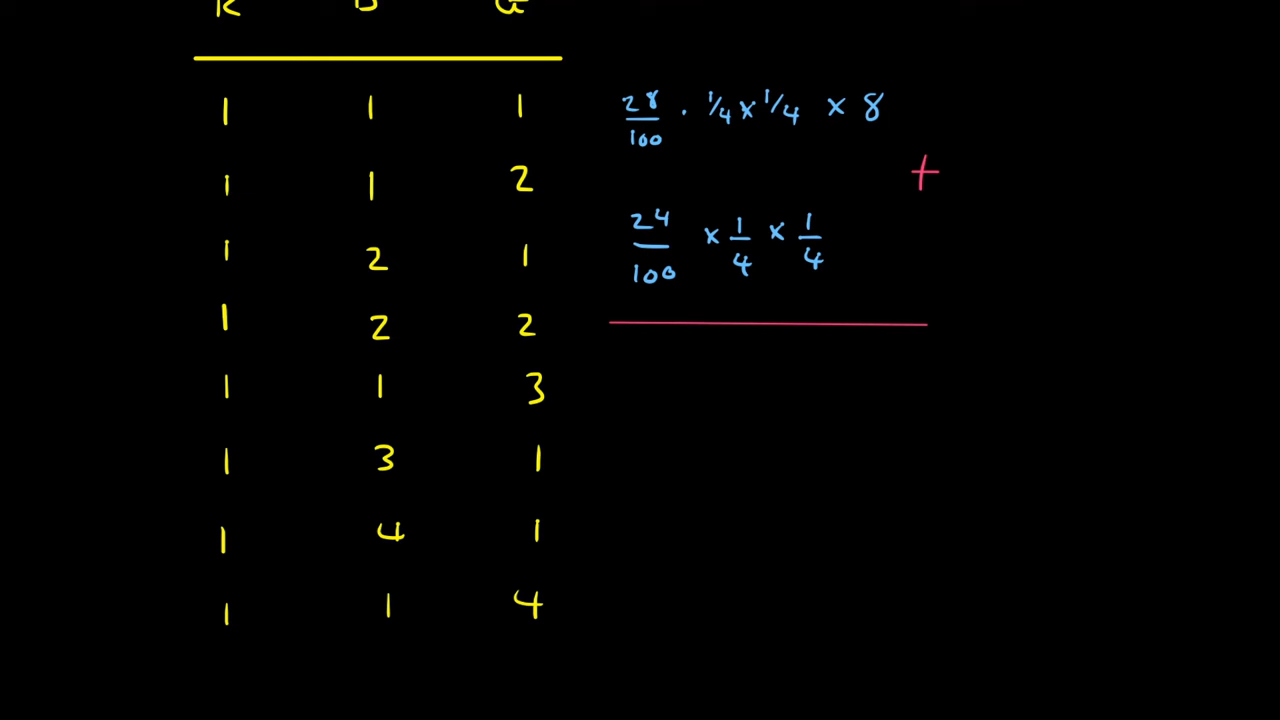 R B G
1 1 1
28/100 · 1/4 x 1/4 x 8
+
1 1 2
24/100 x 1/4 x 1/4
1 2 1
1 2 2
1 1 3
1 3 1
1 4 1
1 1 4